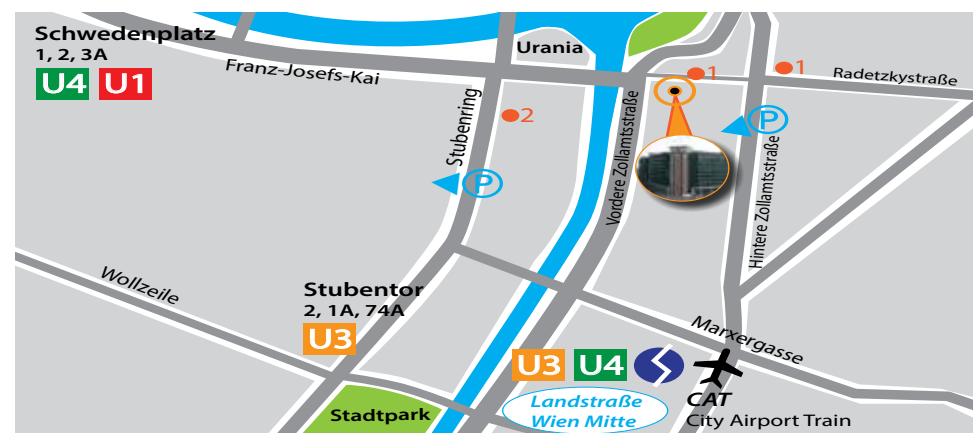 Schwedenplatz
1, 2, 3A
U4 U1
Franz-Josefs-Kai
Urania
Stubenring
2
P
Vordere Zollamtsstraße
1
1
Radetzkystraße
P
Hintere Zollamtsstraße
Wollzeile
Stubentor
2, 1A, 74A
U3
Stadtpark
Marxergasse
U3 U4
Landstraße
Wien Mitte
CAT
City Airport Train